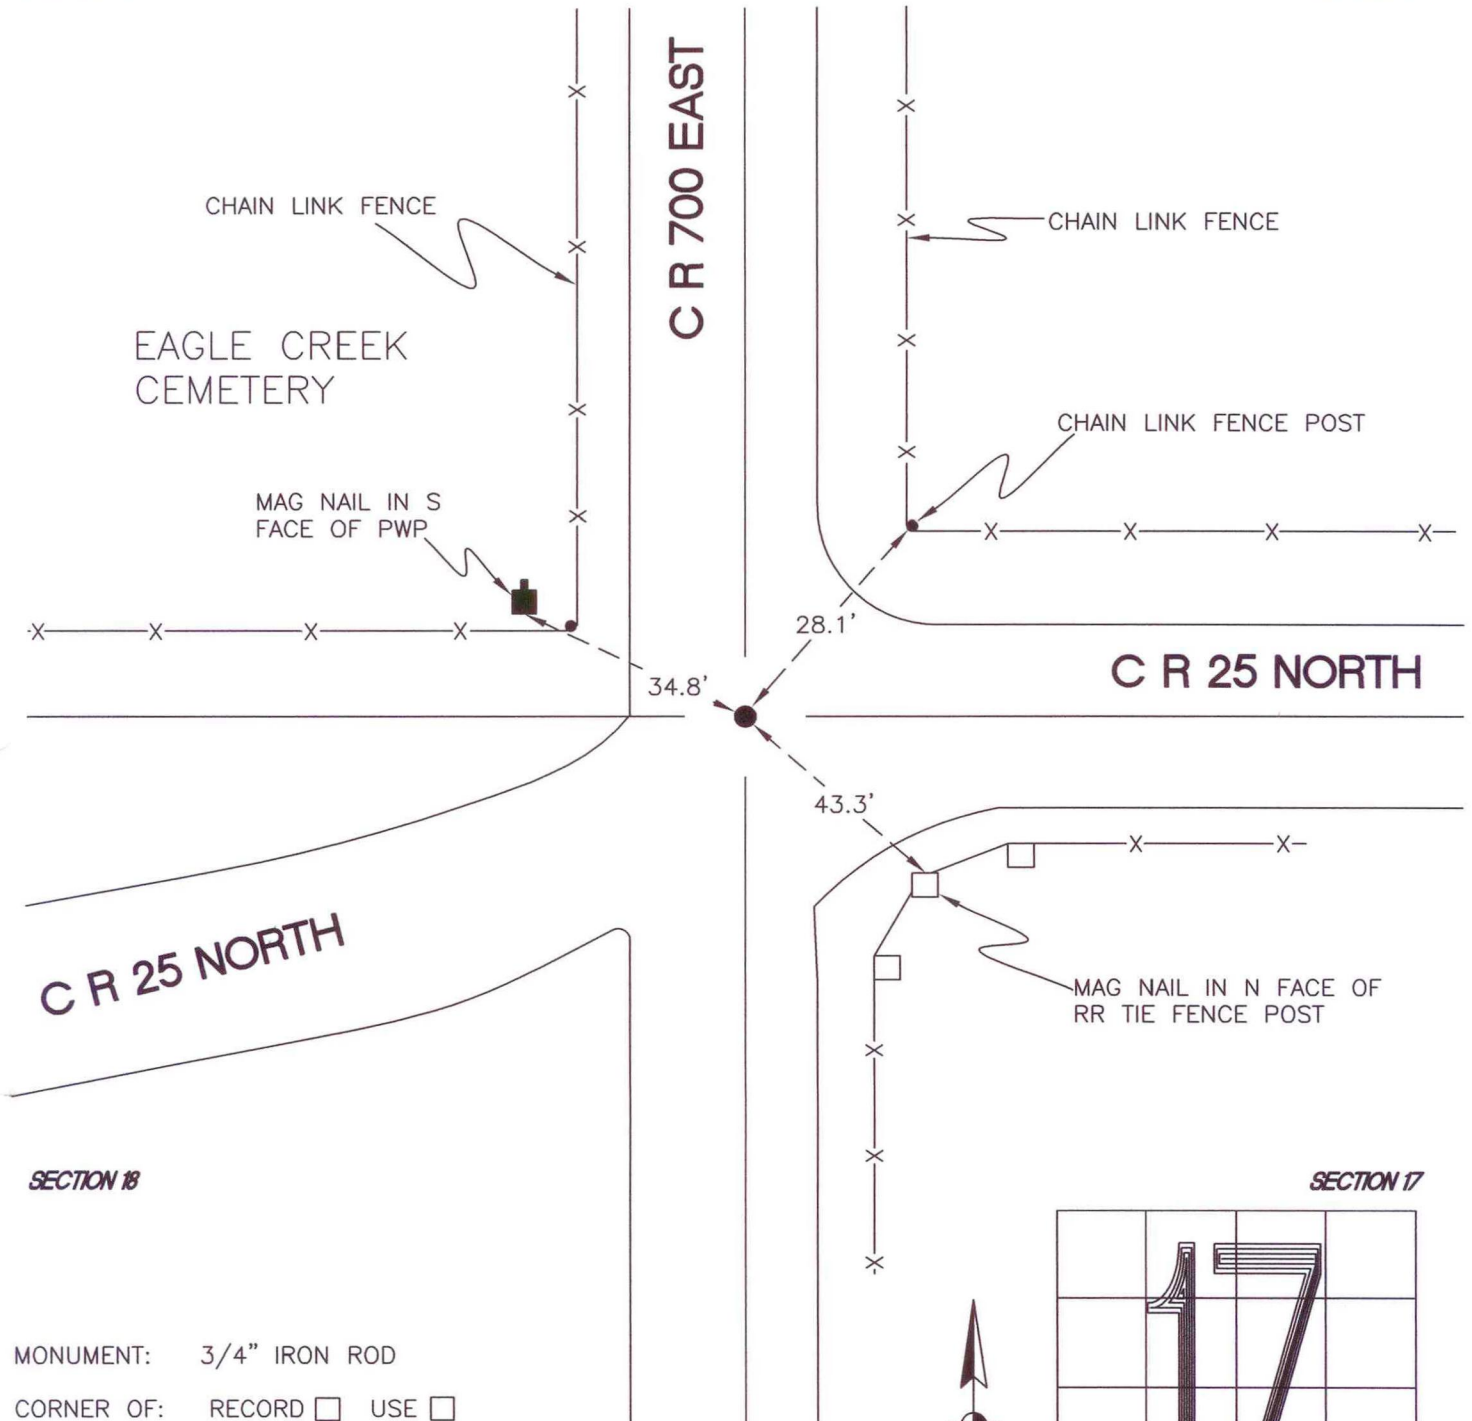 C R 700 EAST
CHAIN LINK FENCE
CHAIN LINK FENCE
EAGLE CREEK
CEMETERY
CHAIN LINK FENCE POST
MAG NAIL IN S
FACE OF PWP
28.1'
C R 25 NORTH
34.8'
43.3'
C R 25 NORTH
MAG NAIL IN N FACE OF
RR TIE FENCE POST
SECTION 18
SECTION 17
17
MONUMENT: 3/4" IRON ROD
CORNER OF: RECORD □ USE □